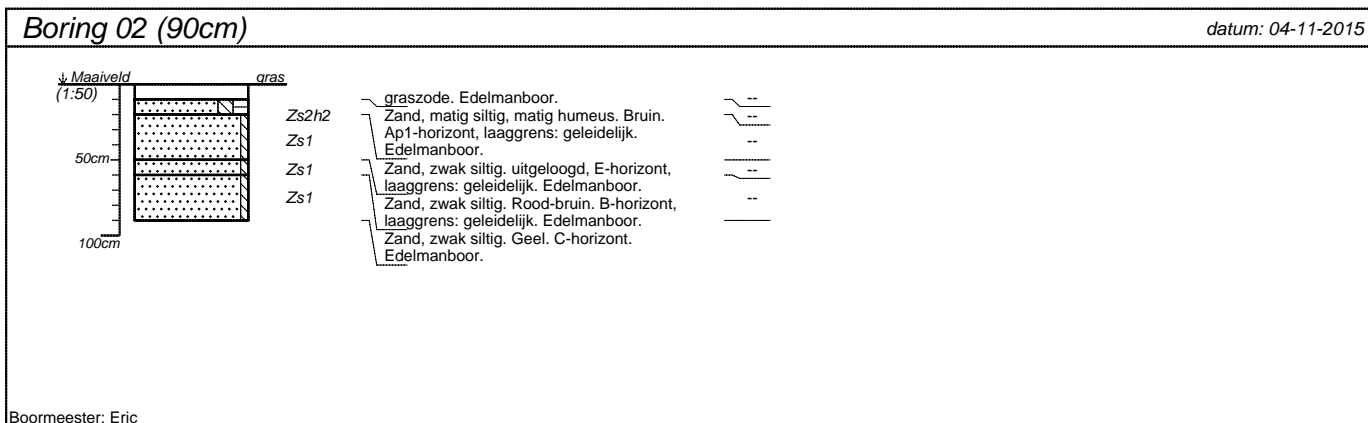 Boring 02 (90cm)
datum: 04-11-2015
Maaiveld
gras
(1:50)
50cm
100cm
Zs2h2
Zs1
Zs1
Zs1
graszode. Edelmanboor.
Zand, matig siltig, matig humeus. Bruin.
Ap1-horizont, laaggrens: geleidelijk.
Edelmanboor.
Zand, zwak siltig. uitgeloogd, E-horizont,
laaggrens: geleidelijk. Edelmanboor.
Zand, zwak siltig. Rood-bruin. B-horizont,
laaggrens: geleidelijk. Edelmanboor.
Zand, zwak siltig. Geel. C-horizont.
Edelmanboor.
--
--
--
--
--
Boormeester: Eric